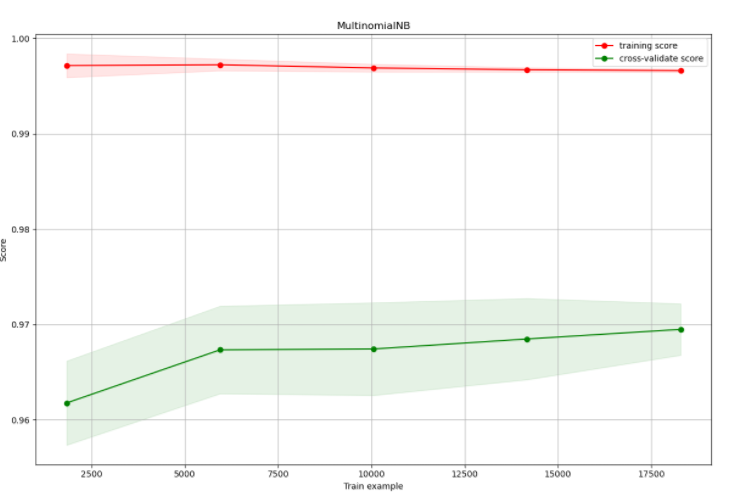 MultinomialNB
1.00
training score
cross-validate score
0.99
0.98
Score
0.97
0.96
2500 5000 7500 10000 12500 15000 17500
Train example